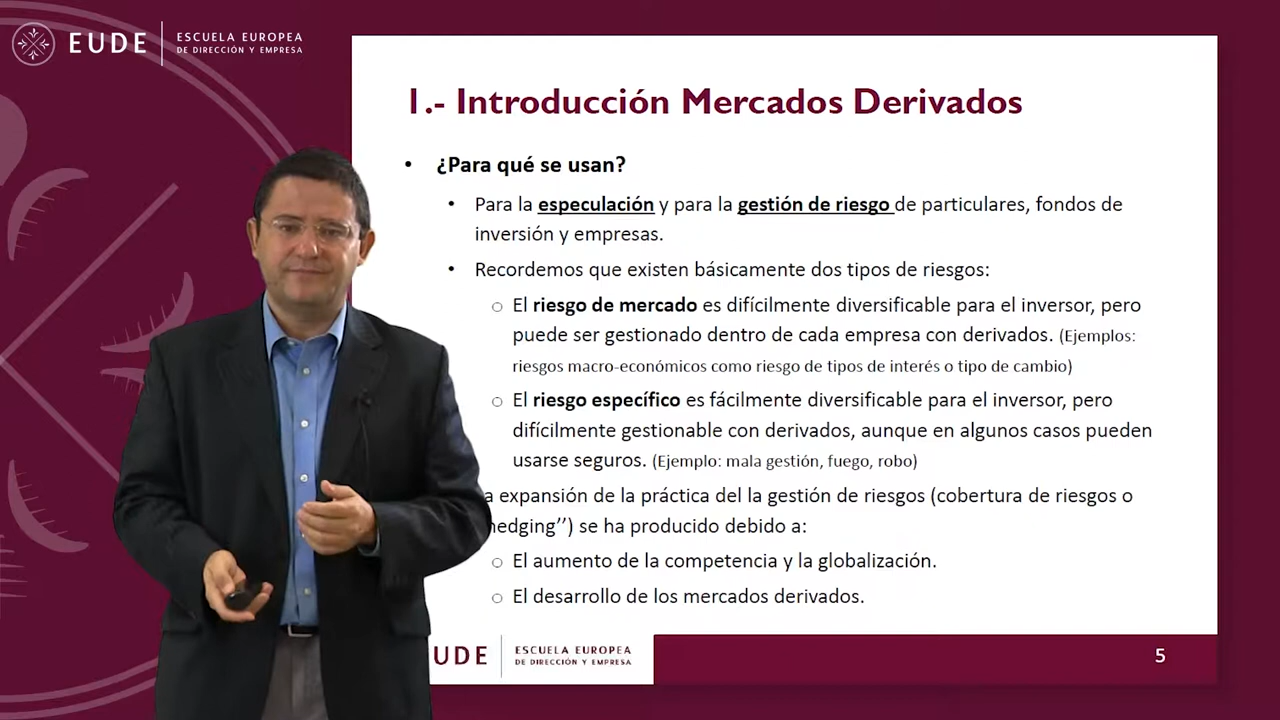 EUDE
ESCUELA EUROPEA
DE DIRECCIÓN Y EMPRESA
1.- Introducción Mercados Derivados
• ¿Para qué se usan?
• Para la especulación y para la gestión de riesgo de particulares, fondos de
inversión y empresas.
• Recordemos que existen básicamente dos tipos de riesgos:
○ El riesgo de mercado es difícilmente diversificable para el inversor, pero
puede ser gestionado dentro de cada empresa con derivados. (Ejemplos:
riesgos macro-económicos como riesgo de tipos de interés o tipo de cambio)
○ El riesgo específico es fácilmente diversificable para el inversor, pero
difícilmente gestionable con derivados, aunque en algunos casos pueden
usarse seguros. (Ejemplo: mala gestión, fuego, robo)
a expansión de la práctica del la gestión de riesgos (cobertura de riesgos o
hedging’’) se ha producido debido a:
○ El aumento de la competencia y la globalización.
○ El desarrollo de los mercados derivados.
UDE
ESCUELA EUROPEA
DE DIRECCIÓN Y EMPRESA
5